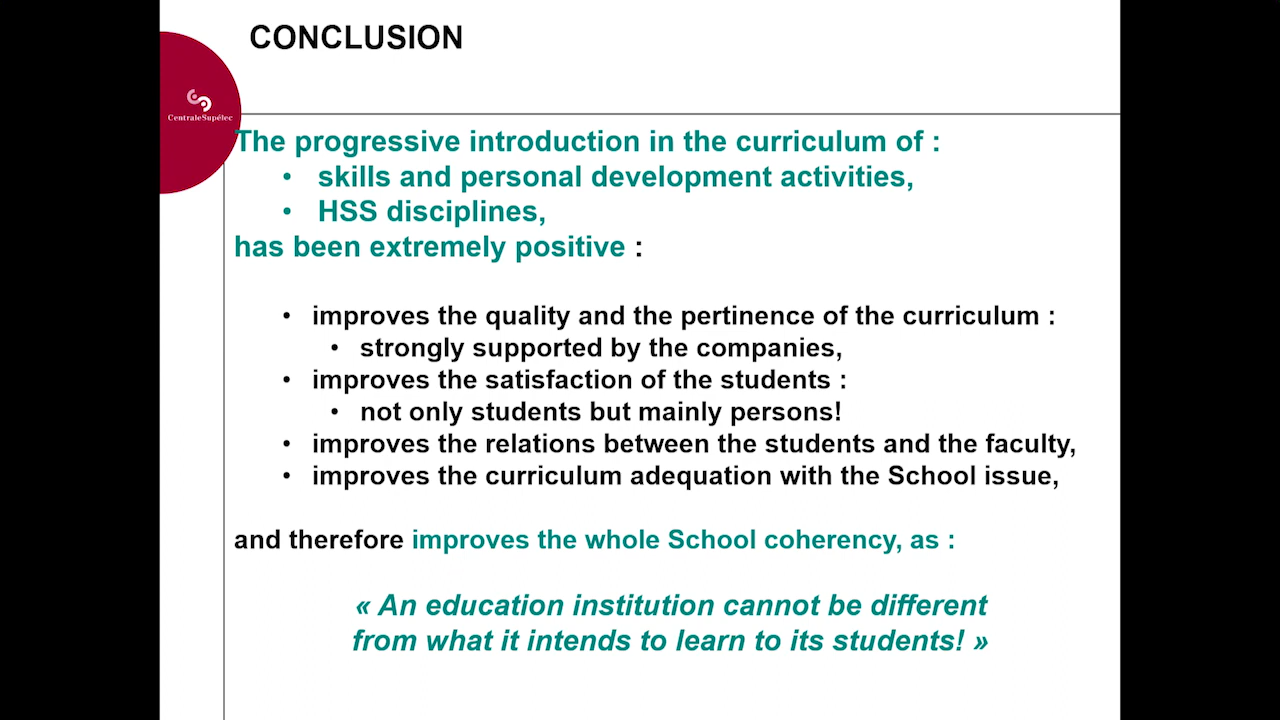 CONCLUSION
CentraleSupélec
The progressive introduction in the curriculum of :
• skills and personal development activities,
• HSS disciplines,
has been extremely positive :
• improves the quality and the pertinence of the curriculum :
• strongly supported by the companies,
• improves the satisfaction of the students :
• not only students but mainly persons!
• improves the relations between the students and the faculty,
• improves the curriculum adequation with the School issue,
and therefore improves the whole School coherency, as :
« An education institution cannot be different
from what it intends to learn to its students! »